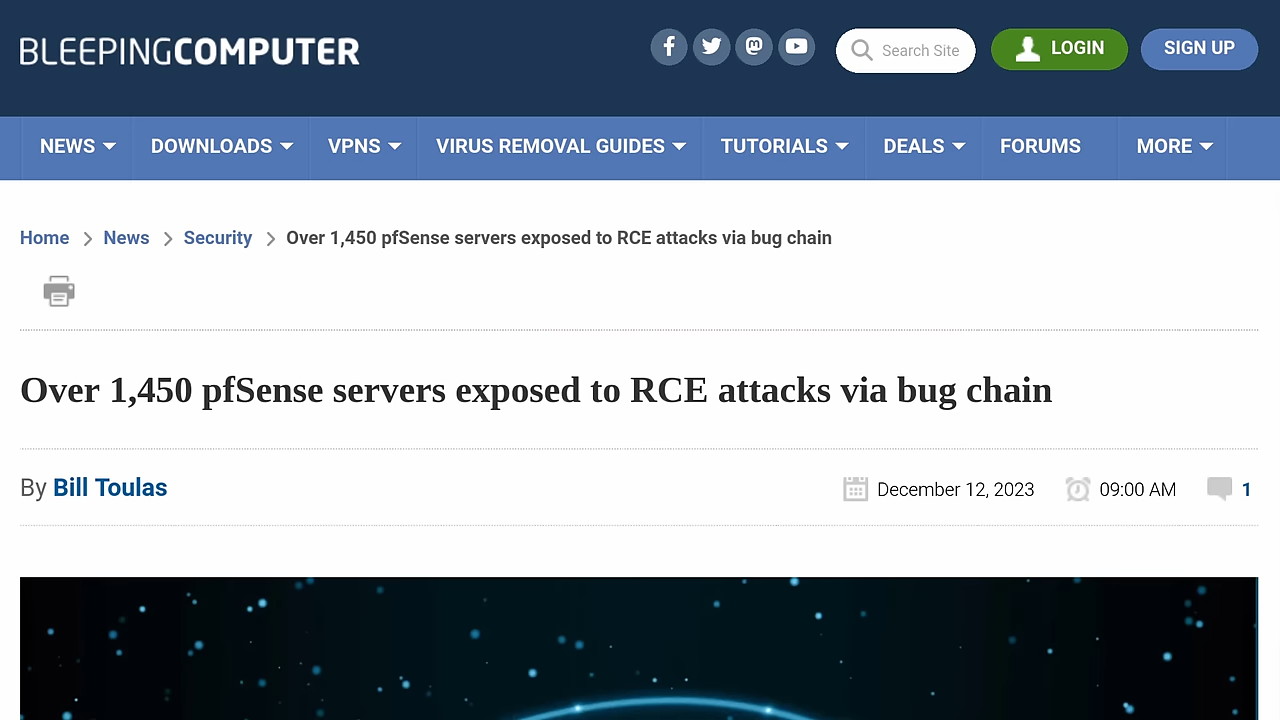 BLEEPINGCOMPUTER
Search Site
LOGIN
SIGN UP
NEWS DOWNLOADS VPNS VIRUS REMOVAL GUIDES TUTORIALS DEALS FORUMS MORE
Home News Security Over 1,450 pfSense servers exposed to RCE attacks via bug chain
Over 1,450 pfSense servers exposed to RCE attacks via bug chain
By Bill Toulas December 12, 2023 09:00 AM 1